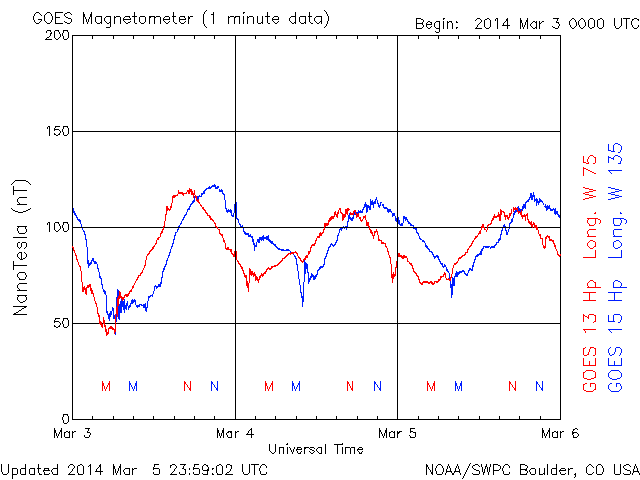 GOES Magnetometer (1 minute data)
Begin: 2014 Mar 3 0000 UTC
200
150
100
50
0
NanoTesla (nT)
M M N N M M N N M M N N
Mar 3 Mar 4 Mar 5 Mar 6
Universal Time
GOES 13 Hp Long. W 75
GOES 15 Hp Long. W 135
Updated 2014 Mar 5 23:59:02 UTC
NOAA/SWPC Boulder, CO USA